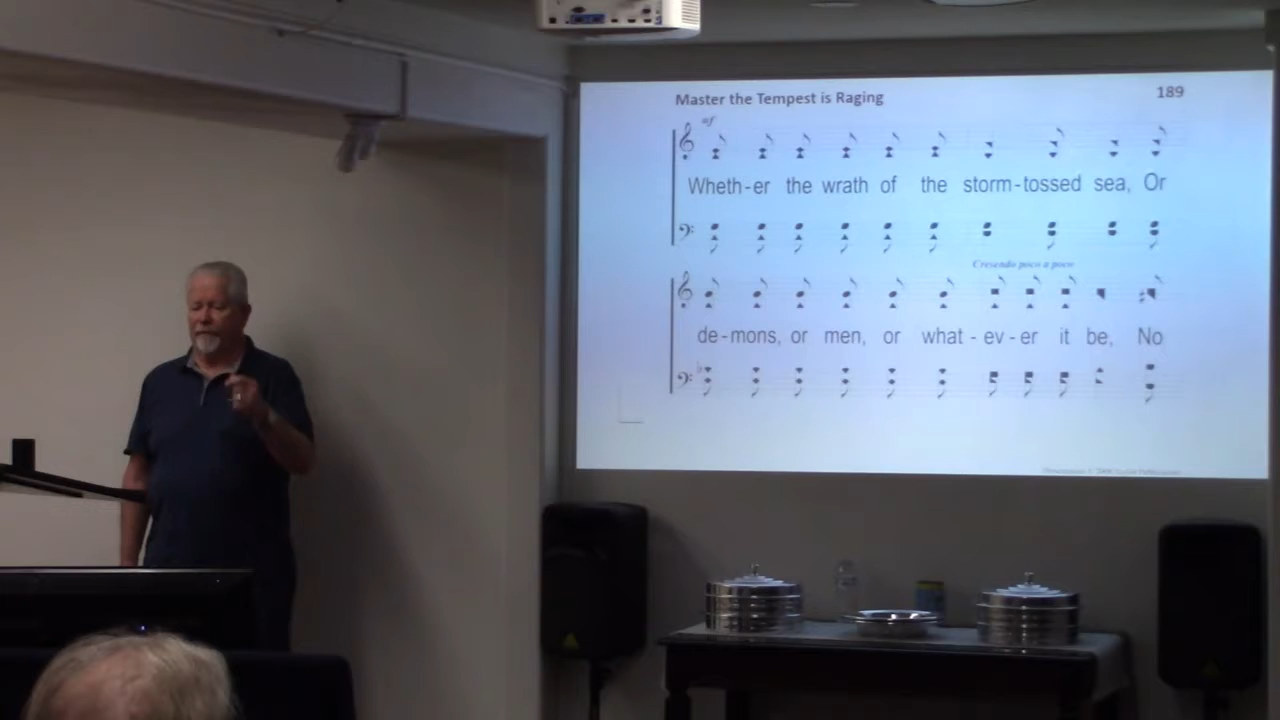 Master the Tempest is Raging
189
Wheth-er the wrath of the storm-tossed sea, Or
Crescendo poco a poco
de-mons, or men, or what-ev-er it be, No